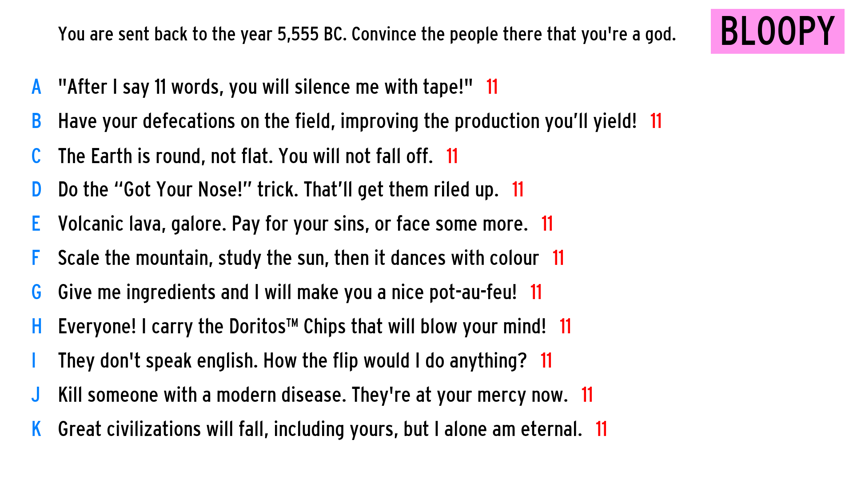 You are sent back to the year 5,555 BC. Convince the people there that you're a god.
BLOOPY
A "After I say 11 words, you will silence me with tape!" 11
B Have your defecations on the field, improving the production you’ll yield! 11
C The Earth is round, not flat. You will not fall off. 11
D Do the “Got Your Nose!” trick. That’ll get them riled up. 11
E Volcanic lava, galore. Pay for your sins, or face some more. 11
F Scale the mountain, study the sun, then it dances with colour 11
G Give me ingredients and I will make you a nice pot-au-feu! 11
H Everyone! I carry the Doritos™ Chips that will blow your mind! 11
I They don't speak english. How the flip would I do anything? 11
J Kill someone with a modern disease. They're at your mercy now. 11
K Great civilizations will fall, including yours, but I alone am eternal. 11